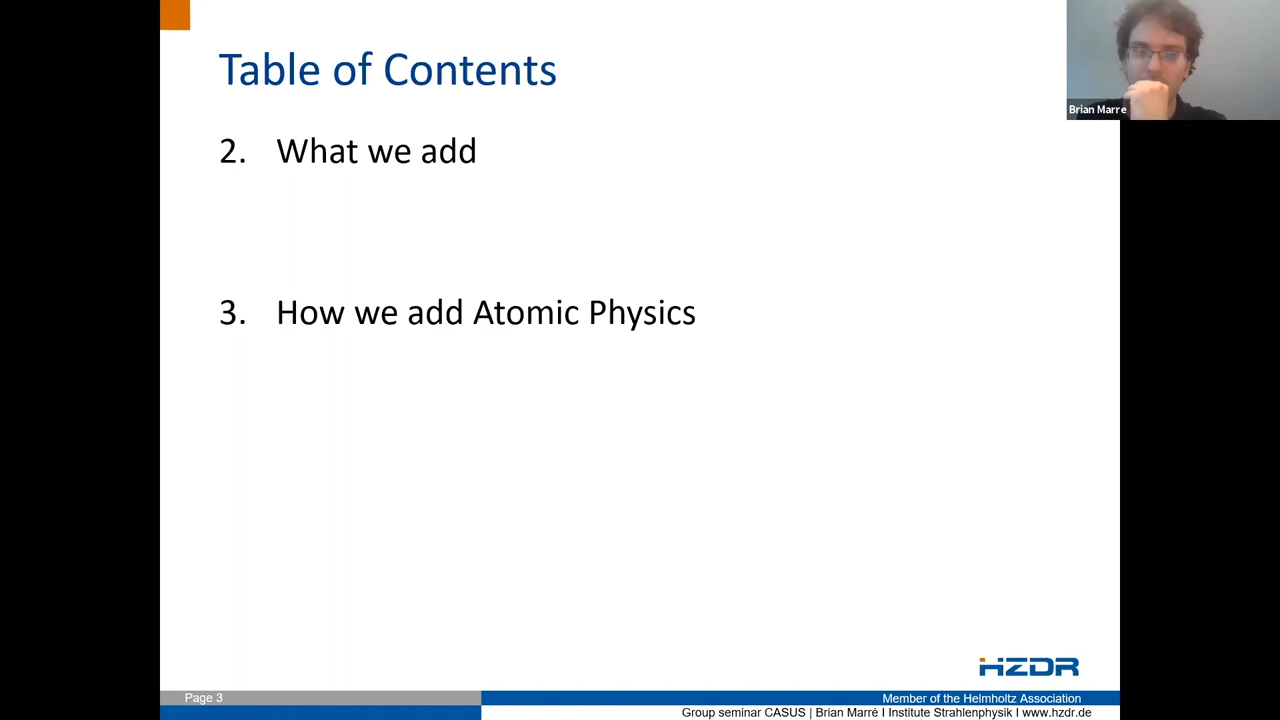 Table of Contents
Brian Marre
2. What we add
3. How we add Atomic Physics
HZDR
Page 3
Member of the Helmholtz Association
Group seminar CASUS | Brian Marré I Institute Strahlenphysik I www.hzdr.de